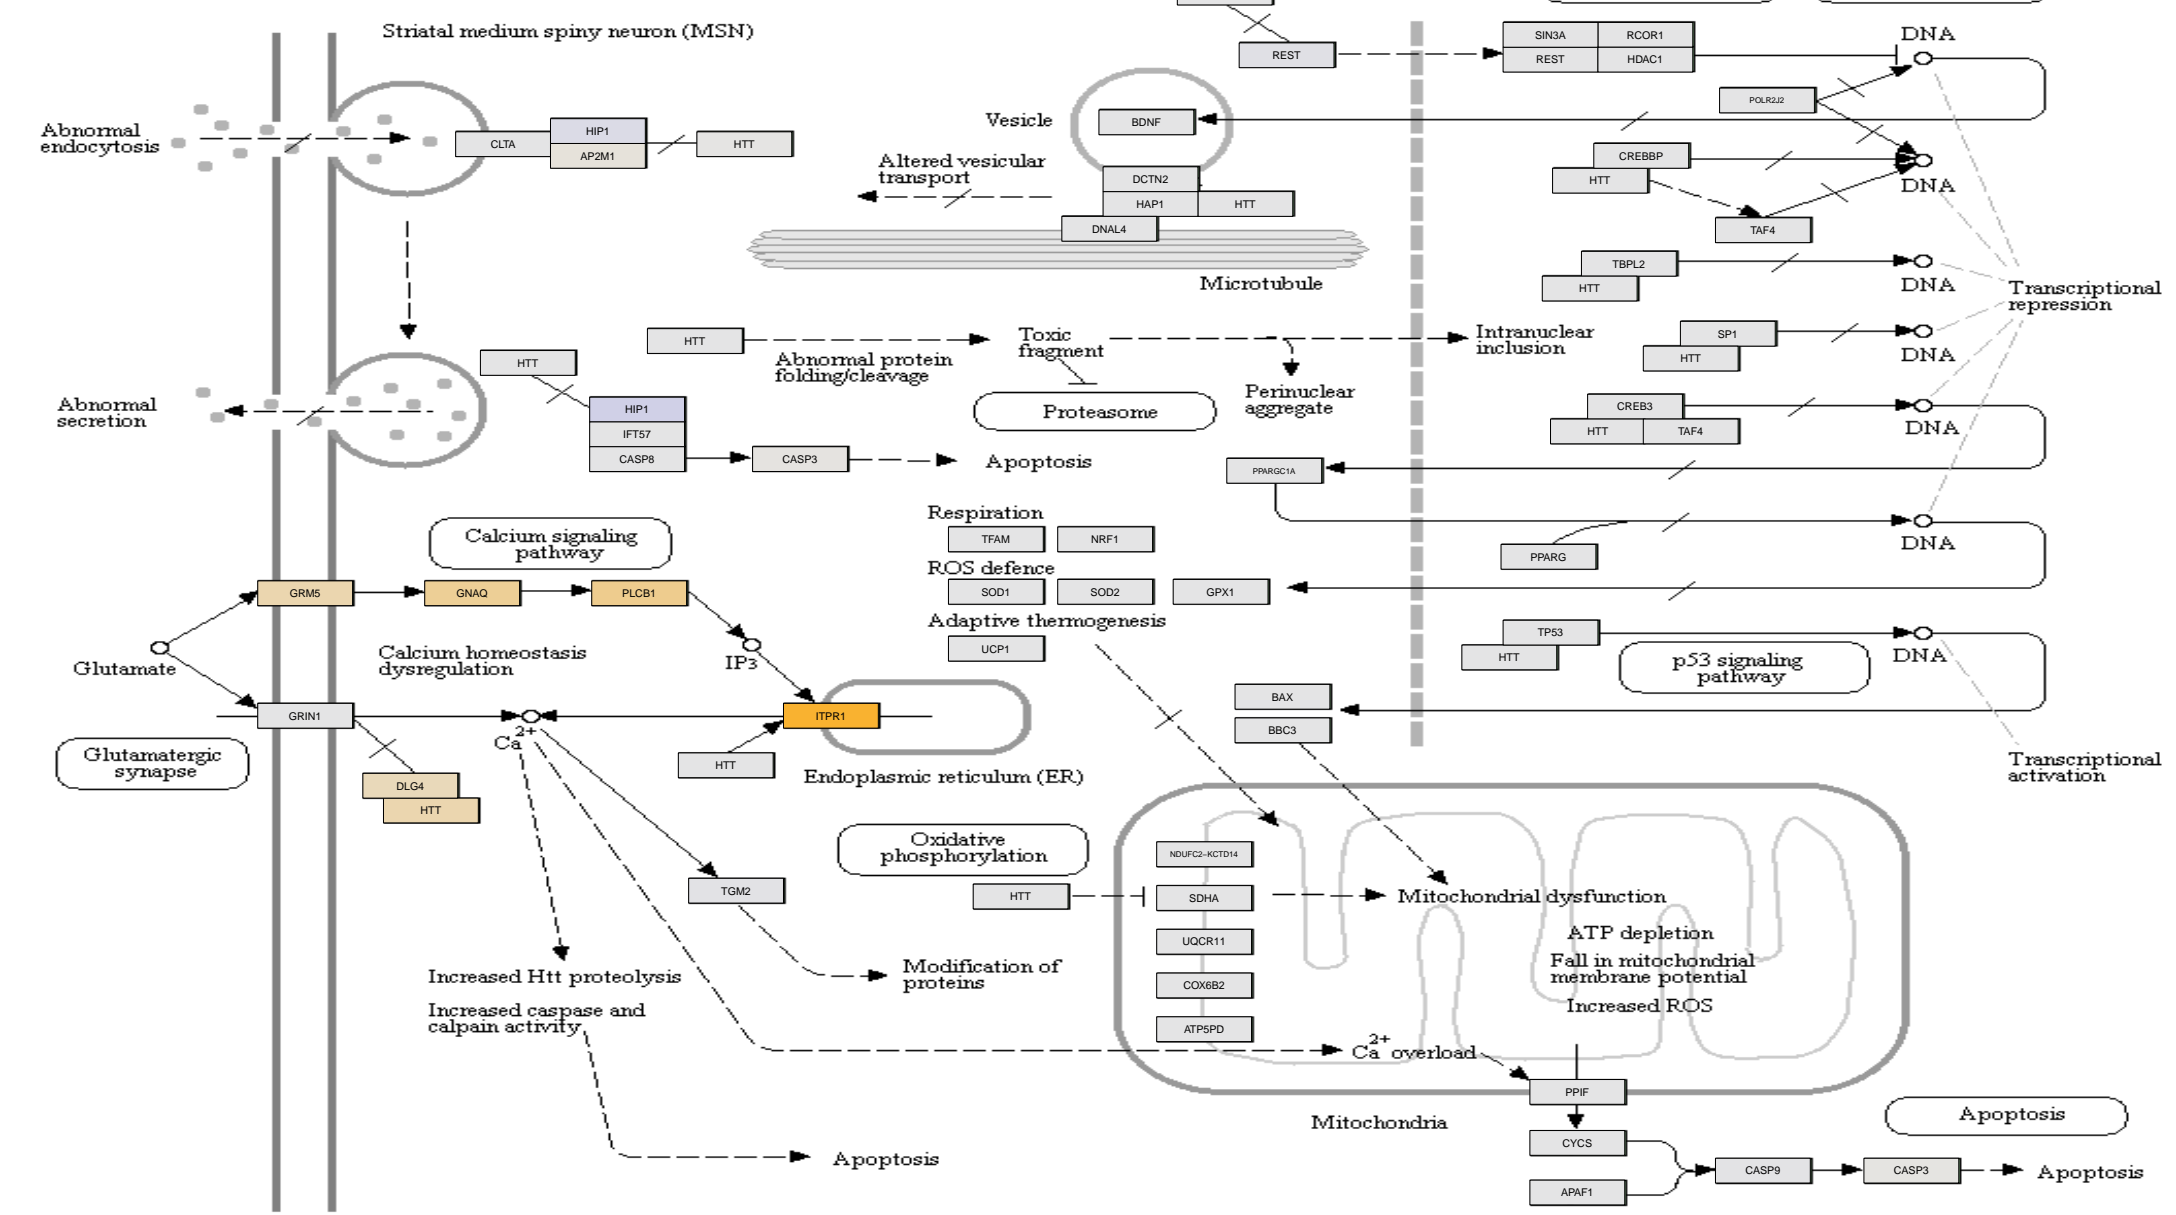 Striatal medium spiny neuron (MSN)
REST
SIN3A
RCOR1
REST
HDAC1
DNA
POLR2J2
Vesicle
BDNF
Abnormal
endocytosis
CLTA
HIP1
AP2M1
HTT
Altered vesicular
transport
DCTN2
HAP1
HTT
DNAL4
Microtubule
CREBBP
HTT
DNA
TAF4
TBPL2
HTT
DNA
Transcriptional
repression
SP1
HTT
DNA
HTT
HTT
Abnormal protein
folding/cleavage
Toxic
fragment
Intranuclear
inclusion
Perinuclear
aggregate
Proteasome
Abnormal
secretion
HIP1
IFT57
CASP8
CASP3
Apoptosis
CREB3
HTT
TAF4
DNA
PPARGC1A
PPARG
DNA
Respiration
TFAM
NRF1
ROS defence
SOD1
SOD2
GPX1
Adaptive thermogenesis
UCP1
Calcium signaling
pathway
GRM5
GNAQ
PLCB1
Glutamate
Calcium homeostasis
dysregulation
IP3
TP53
HTT
DNA
p53 signaling
pathway
BAX
BBC3
GRIN1
Ca2+
ITPR1
HTT
Endoplasmic reticulum (ER)
Glutamatergic
synapse
DLG4
HTT
Transcriptional
activation
Oxidative
phosphorylation
TGM2
HTT
NDUFC2-KCTD14
SDHA
UQCR11
COX6B2
ATP5PD
Mitochondrial dysfunction
ATP depletion
Fall in mitochondrial
membrane potential
Increased ROS
Increased Htt proteolysis
Increased caspase and
calpain activity
Modification of
proteins
Ca2+ overload
PPIF
Mitochondria
Apoptosis
CYCS
APAF1
CASP9
CASP3
Apoptosis
Apoptosis